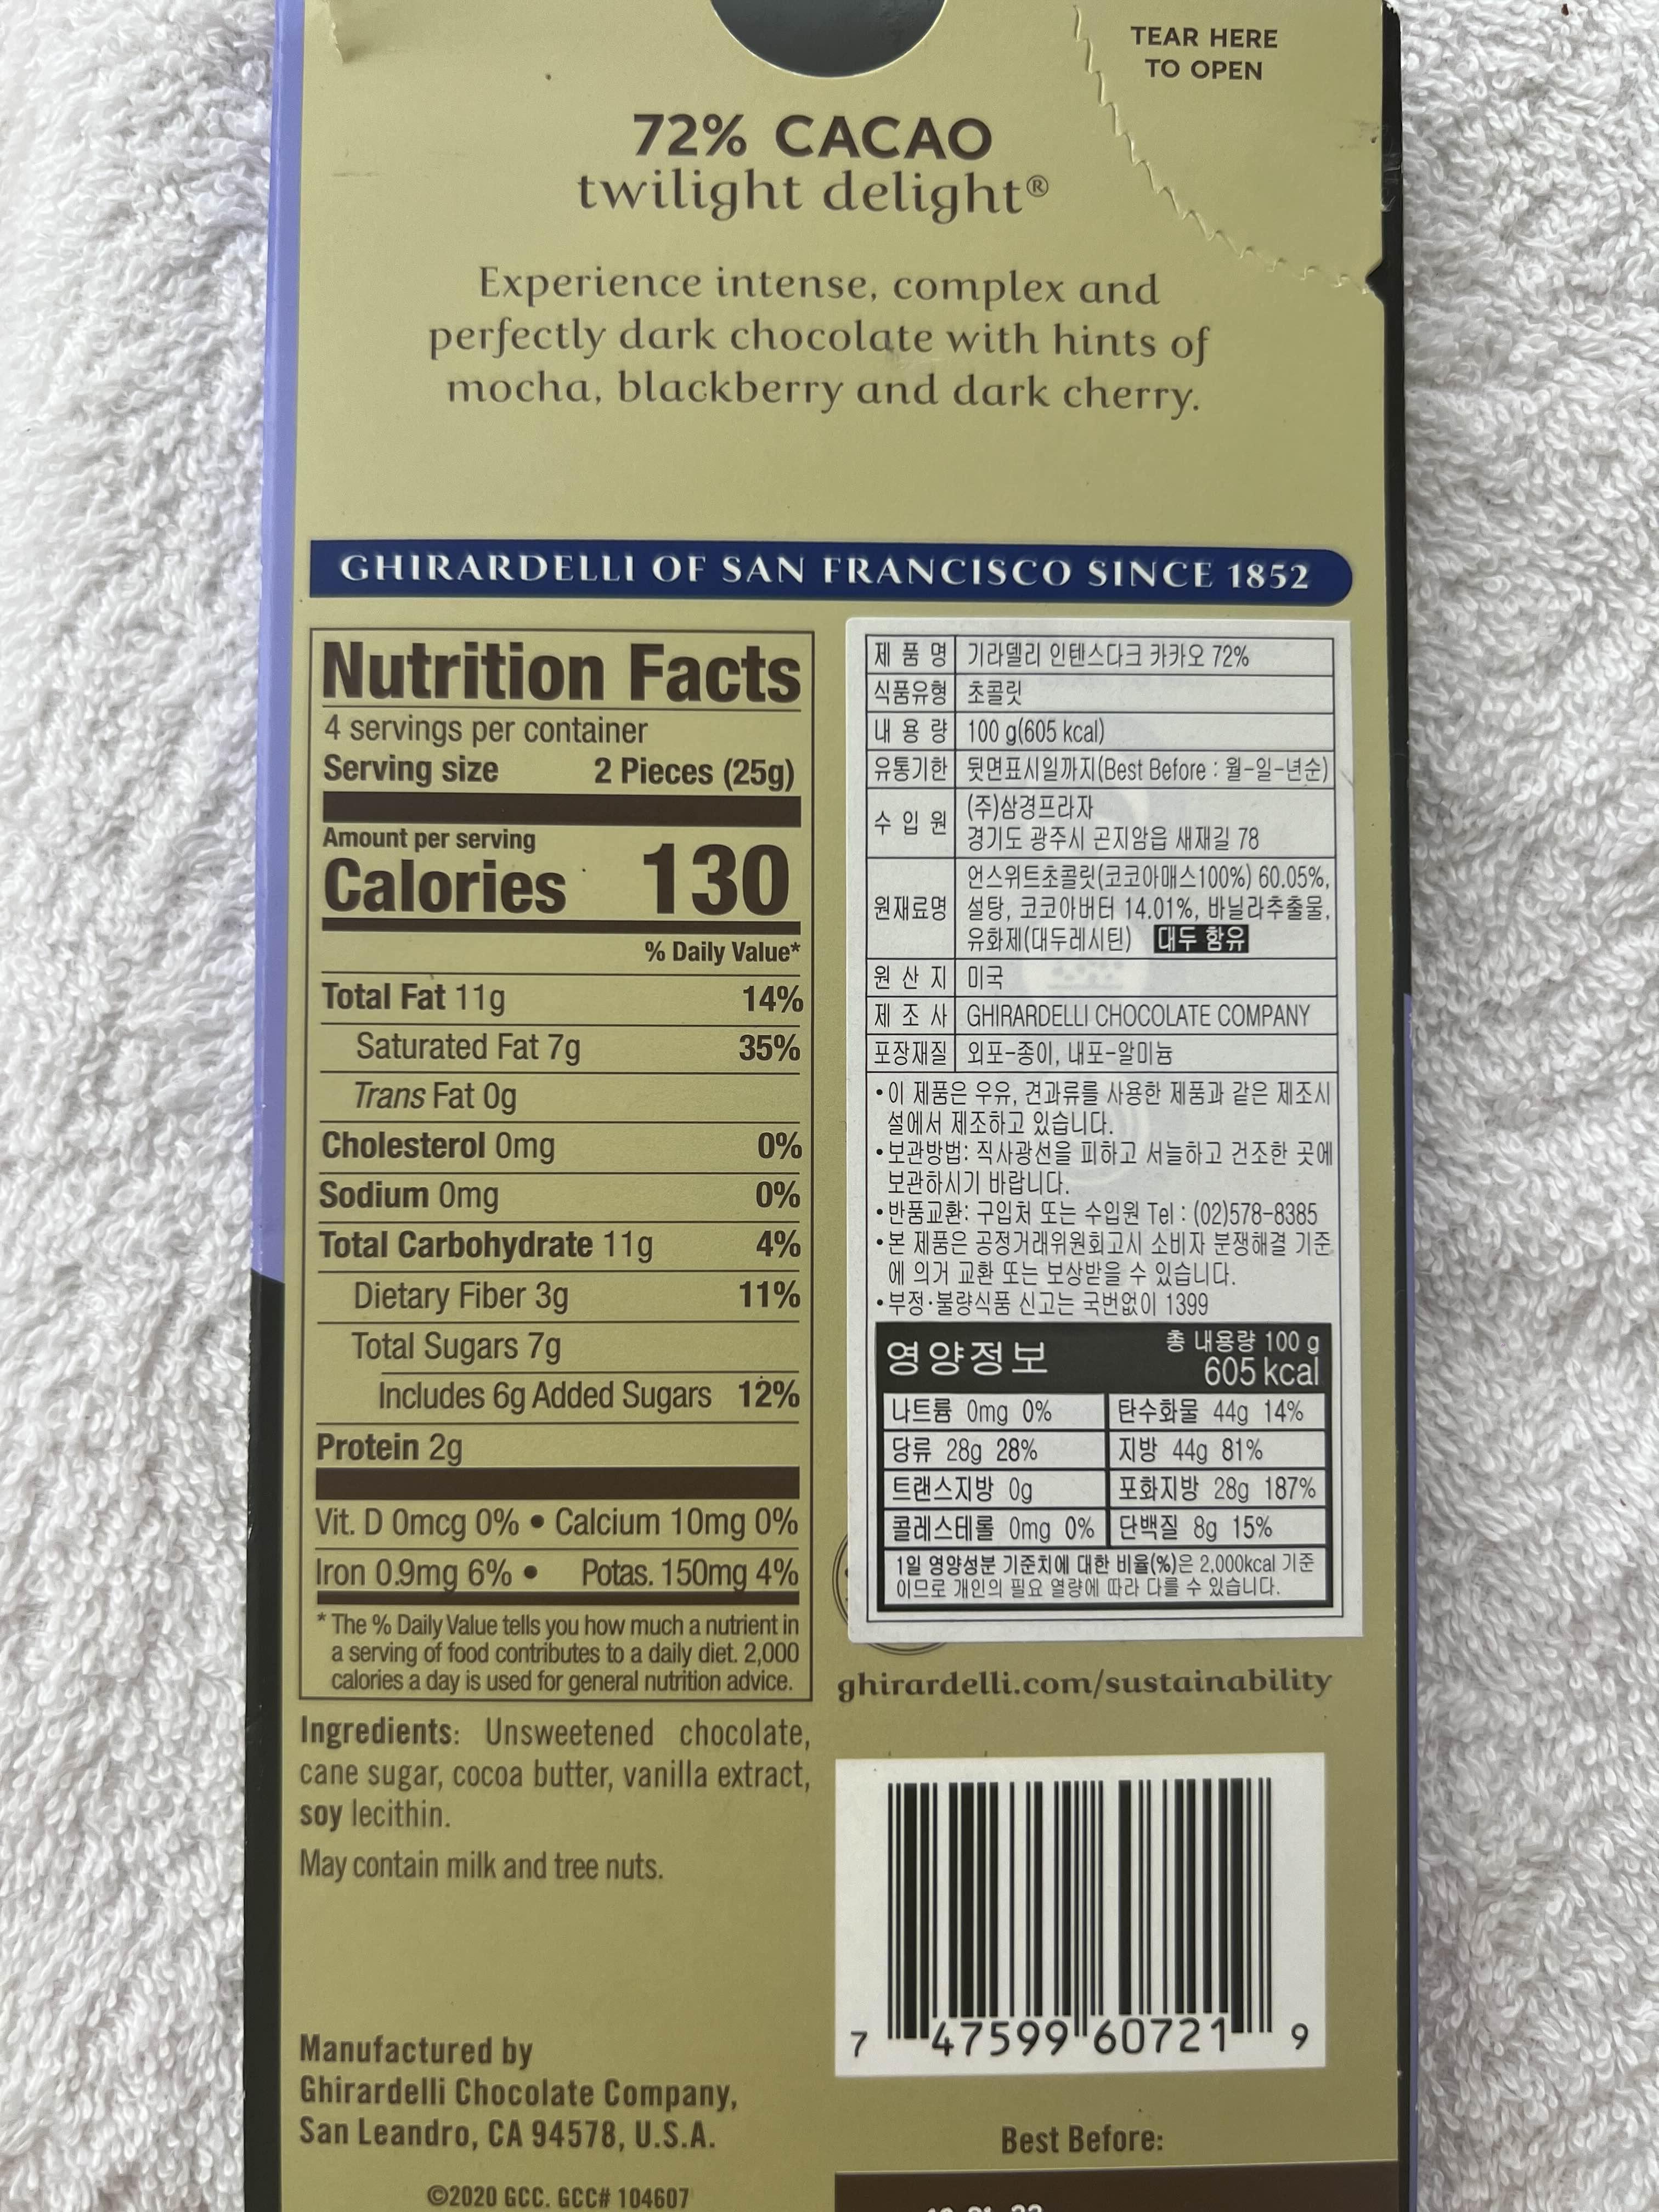 TEAR HERE
TO OPEN
72% CACAO
twilight delight®
Experience intense, complex and
perfectly dark chocolate with hints of
mocha, blackberry and dark cherry.
GHIRARDELLI OF SAN FRANCISCO SINCE 1852
Nutrition Facts
4 servings per container
Serving size 2 Pieces (25g)
Amount per serving
Calories 130
% Daily Value*
Total Fat 11g 14%
Saturated Fat 7g 35%
Trans Fat 0g
Cholesterol 0mg 0%
Sodium 0mg 0%
Total Carbohydrate 11g 4%
Dietary Fiber 3g 11%
Total Sugars 7g
Includes 6g Added Sugars 12%
Protein 2g
Vit. D 0mcg 0% • Calcium 10mg 0%
Iron 0.9mg 6% • Potas. 150mg 4%
* The % Daily Value tells you how much a nutrient in
a serving of food contributes to a daily diet. 2,000
calories a day is used for general nutrition advice.
Ingredients: Unsweetened chocolate,
cane sugar, cocoa butter, vanilla extract,
soy lecithin.
May contain milk and tree nuts.
Manufactured by
Ghirardelli Chocolate Company,
San Leandro, CA 94578, U.S.A.
©2020 GCC. GCC# 104607
제 품 명 기라델리 인텐스다크 카카오 72%
식품유형 초콜릿
내 용 량 100 g(605 kcal)
유통기한 뒷면표시일까지(Best Before : 월-일-년순)
수 입 원 (주)삼경프라자
경기도 광주시 곤지암읍 새재길 78
원재료명 언스위트초콜릿(코코아매스100%) 60.05%,
설탕, 코코아버터 14.01%, 바닐라추출물,
유화제(대두레시틴) 대두 함유
원 산 지 미국
제 조 사 GHIRARDELLI CHOCOLATE COMPANY
포장재질 외포-종이, 내포-알미늄
•이 제품은 우유, 견과류를 사용한 제품과 같은 제조시
설에서 제조하고 있습니다.
•보관방법: 직사광선을 피하고 서늘하고 건조한 곳에
보관하시기 바랍니다.
•반품교환: 구입처 또는 수입원 Tel : (02)578-8385
•본 제품은 공정거래위원회고시 소비자 분쟁해결 기준
에 의거 교환 또는 보상받을 수 있습니다.
•부정·불량식품 신고는 국번없이 1399
영양정보 총 내용량 100 g
605 kcal
나트륨 0mg 0% 탄수화물 44g 14%
당류 28g 28% 지방 44g 81%
트랜스지방 0g 포화지방 28g 187%
콜레스테롤 0mg 0% 단백질 8g 15%
1일 영양성분 기준치에 대한 비율(%)은 2,000kcal 기준
이므로 개인의 필요 열량에 따라 다를 수 있습니다.
ghirardelli.com/sustainability
7 47599 60721 9
Best Before: